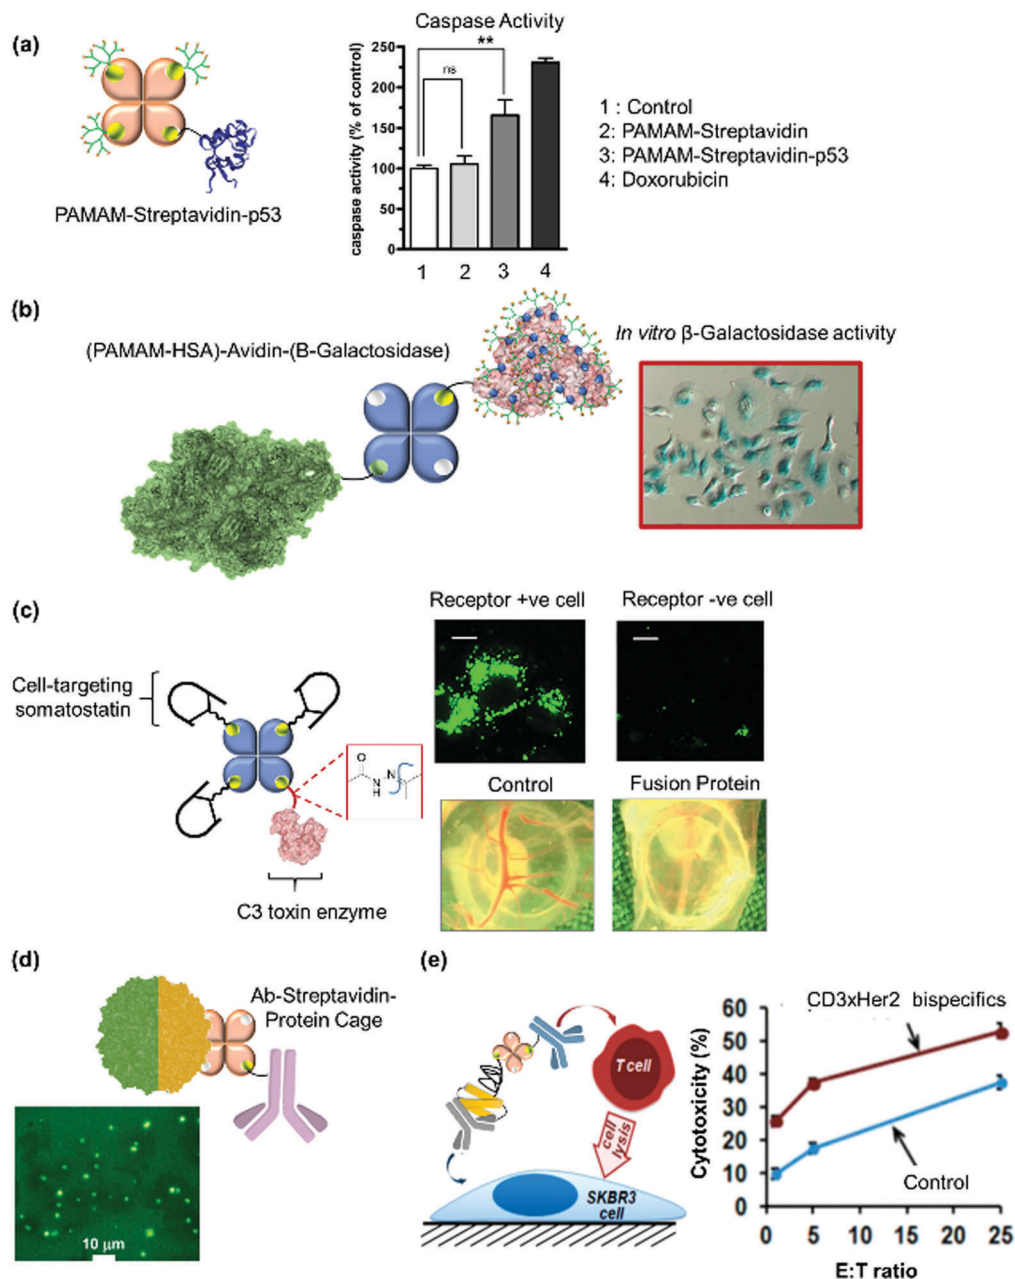 (a)
PAMAM-Streptavidin-p53
Caspase Activity
caspase activity (% of control)
250
200
150
100
50
0
ns
**
1 2 3 4
1 : Control
2: PAMAM-Streptavidin
3: PAMAM-Streptavidin-p53
4: Doxorubicin
(b)
(PAMAM-HSA)-Avidin-(B-Galactosidase)
In vitro β-Galactosidase activity
(c)
Cell-targeting
somatostatin
O
N
H
N
C3 toxin enzyme
Receptor +ve cell
Receptor -ve cell
Control
Fusion Protein
(d)
Ab-Streptavidin-
Protein Cage
10 μm
(e)
T cell
cell
lysis
SKBR3
cell
Cytotoxicity (%)
60
50
40
30
20
10
0
CD3xHer2 bispecifics
Control
0 5 10 15 20 25
E:T ratio